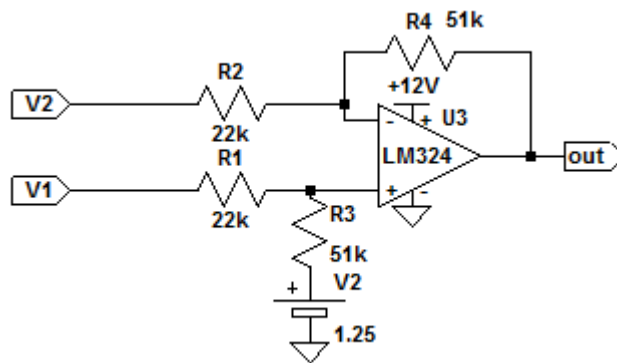 R4 51k
R2
+12V
V2
- + U3
22k
LM324
out
R1
V1
+ -
22k
R3
51k
+ V2
1.25